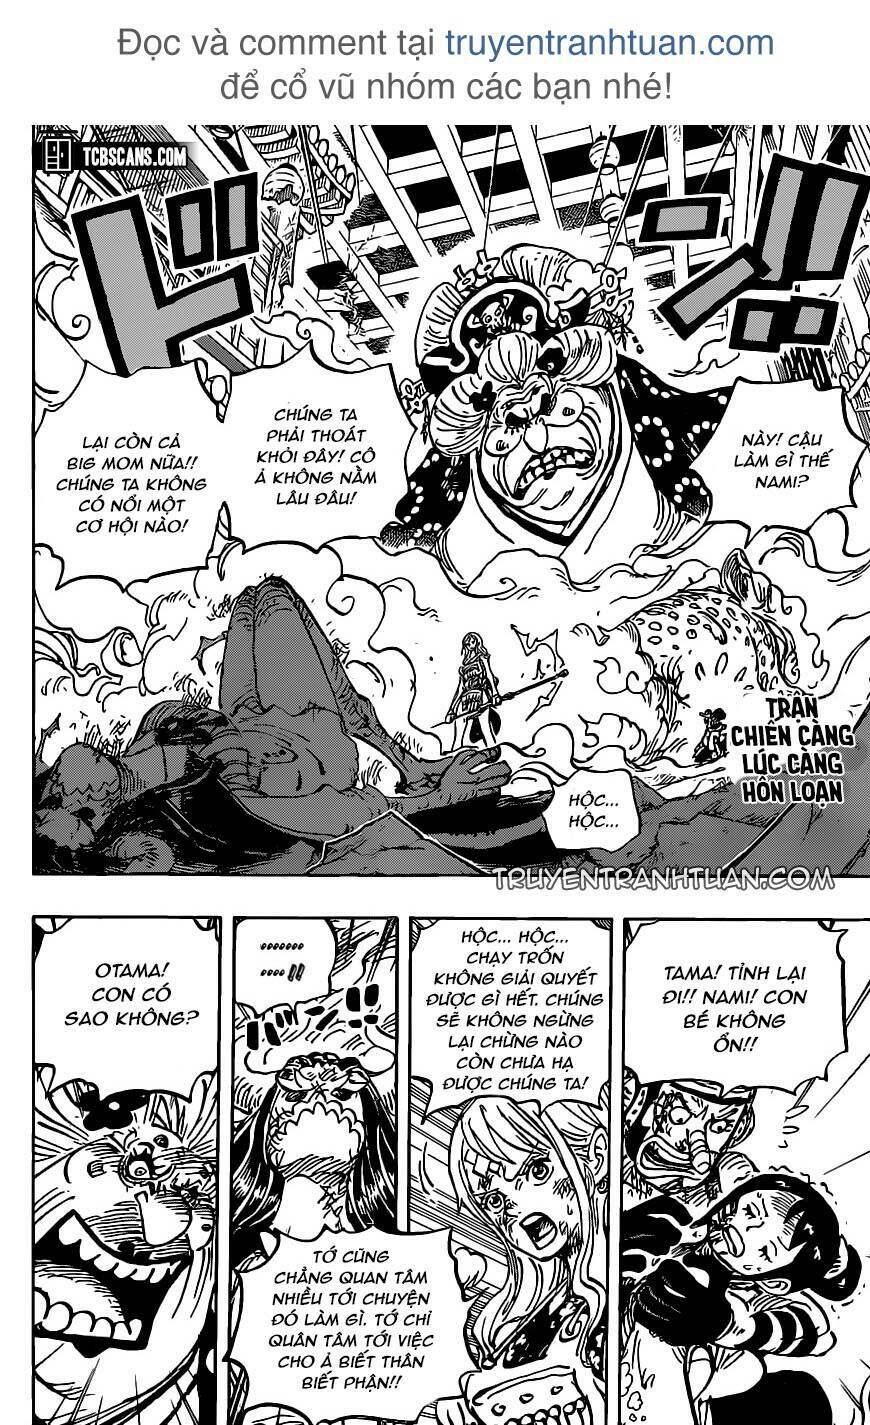 Đọc và comment tại truyentranhtuan.com
để cổ vũ nhóm các bạn nhé!
TCBSCANS.COM
ド
ン!!
NÀY! CẬU
LÀM GÌ THẾ
NAMI?
CHÚNG TA
PHẢI THOÁT
KHỎI ĐÂY! CÔ
Ả KHÔNG NẰM
LÂU ĐÂU!
LẠI CÒN CẢ
BIG MOM NỮA!!
CHÚNG TA KHÔNG
CÓ NỔI MỘT
CƠ HỘI NÀO!
TRẬN
CHIẾN CÀNG
LÚC CÀNG
HỖN LOẠN
HỘC...
HỘC...
TRUYENTRANHTUAN.COM
TAMA! TỈNH LẠI
ĐI!! NAMI! CON
BÉ KHÔNG
ỔN!!
HỘC... HỘC...
CHẠY TRỐN
KHÔNG GIẢI QUYẾT
ĐƯỢC GÌ HẾT. CHÚNG
SẼ KHÔNG NGỪNG
LẠI CHỪNG NÀO
CÒN CHƯA HẠ
ĐƯỢC CHÚNG TA!
TỚ CŨNG
CHẲNG QUAN TÂM
NHIỀU TỚI CHUYỆN
ĐÓ LÀM GÌ. TỚ CHỈ
QUÂN TÂM TỚI VIỆC
CHO Ả BIẾT THÂN
BIẾT PHẬN!!
.......
....!!
OTAMA!
CON CÓ
SAO KHÔNG?